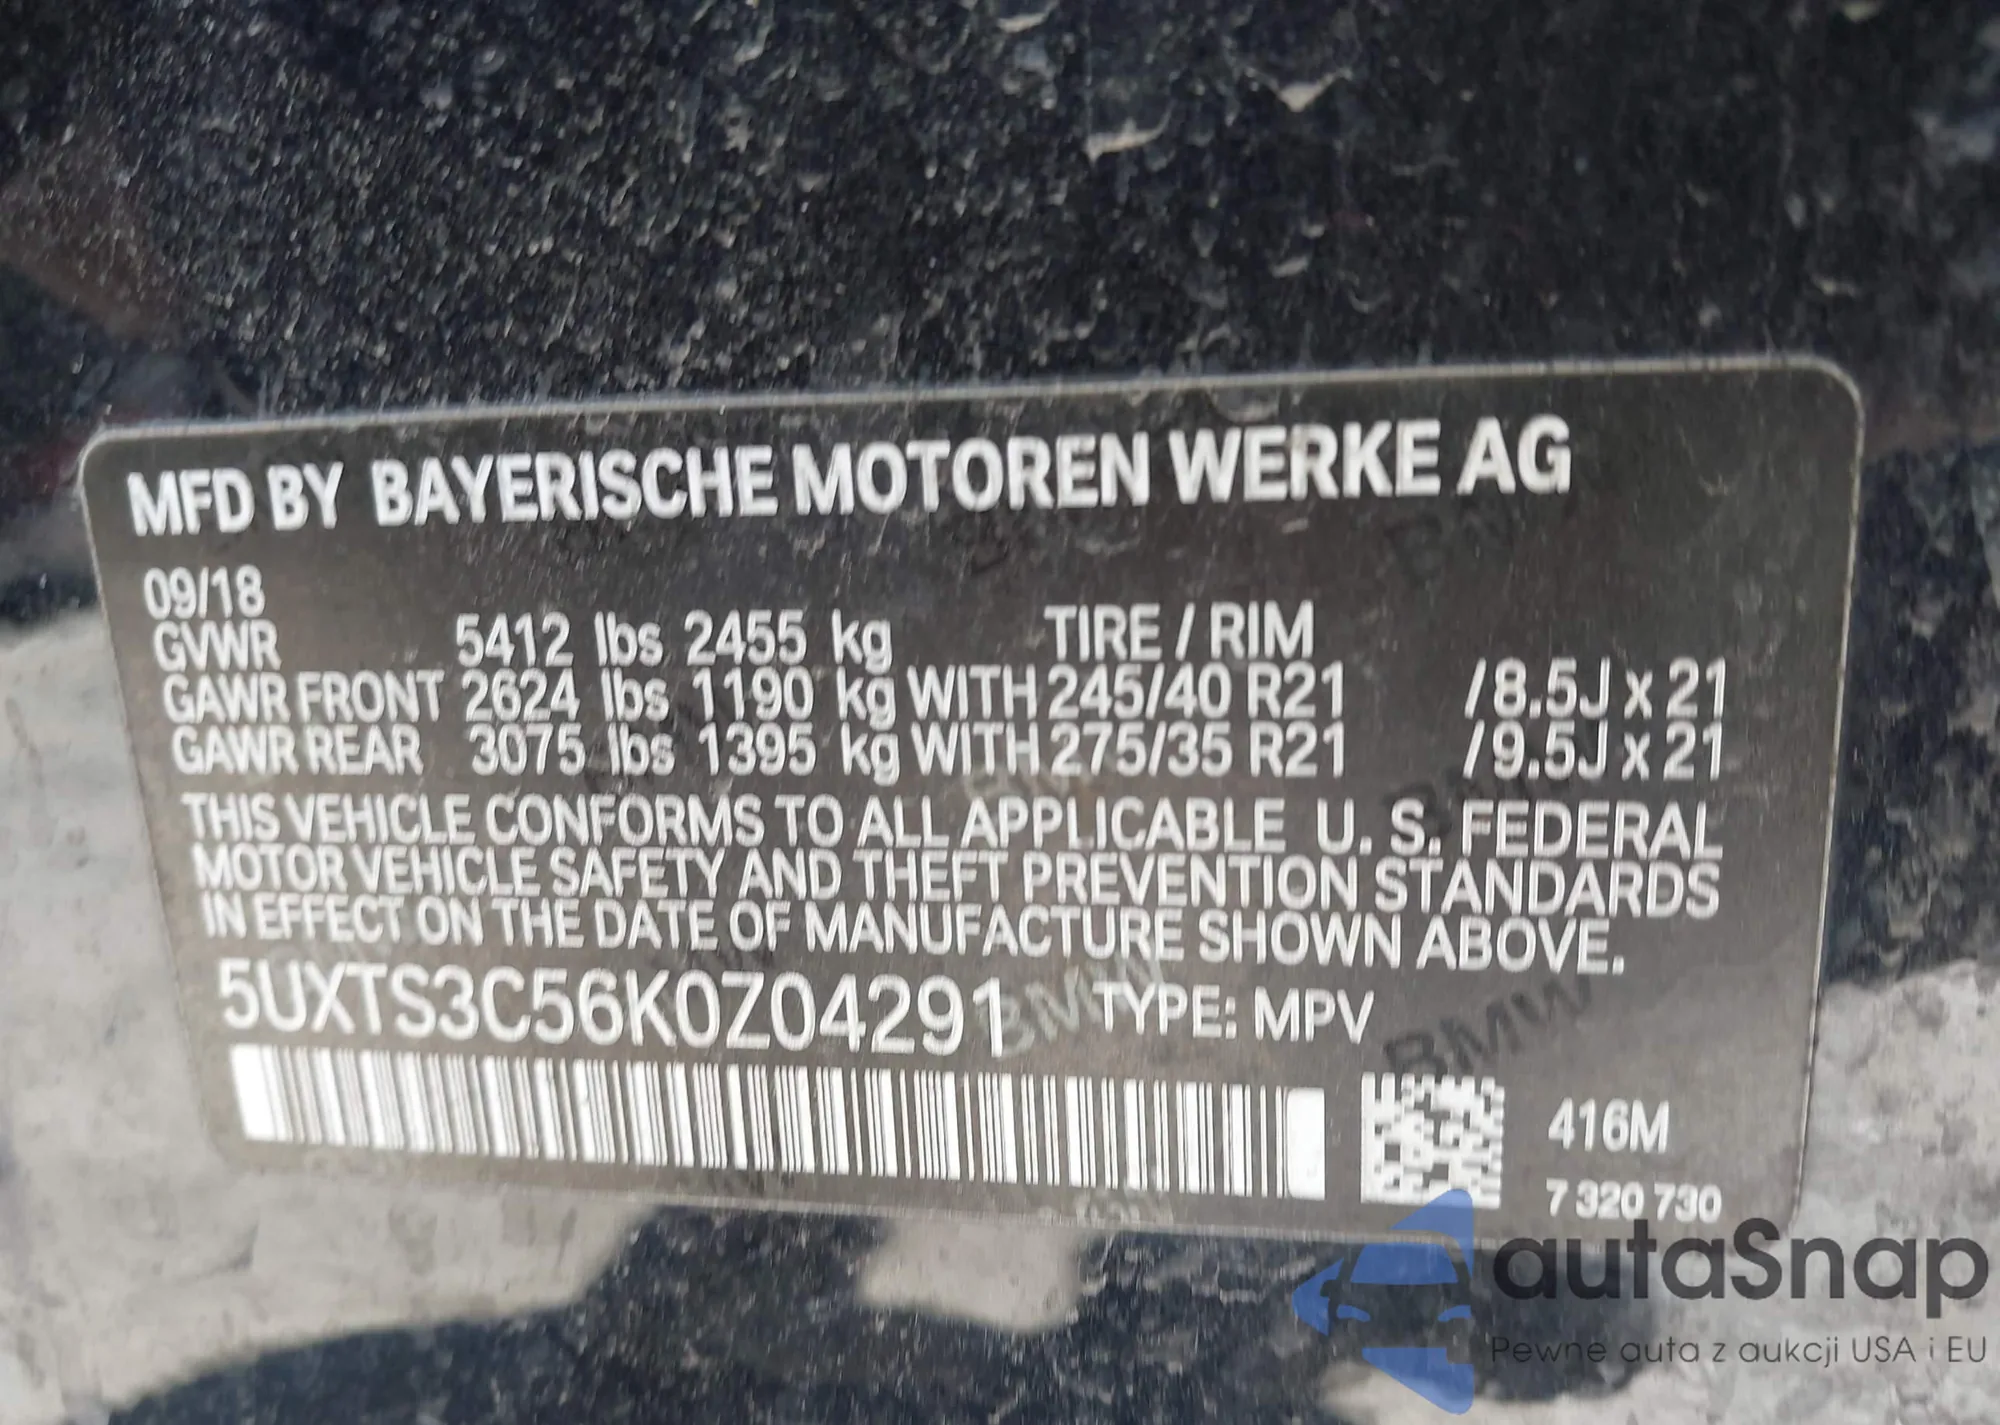 MFD BY BAYERISCHE MOTOREN WERKE AG
09/18
GVWR 5412 lbs 2455 kg TIRE / RIM
GAWR FRONT 2624 lbs 1190 kg WITH 245/40 R21 / 8.5J x 21
GAWR REAR 3075 lbs 1395 kg WITH 275/35 R21 / 9.5J x 21
THIS VEHICLE CONFORMS TO ALL APPLICABLE U. S. FEDERAL
MOTOR VEHICLE SAFETY AND THEFT PREVENTION STANDARDS
IN EFFECT ON THE DATE OF MANUFACTURE SHOWN ABOVE.
5UXTS3C56K0Z04291 TYPE: MPV
BMW BMW
416M
7 320 730
autaSnap
Pewne auta z aukcji USA i EU